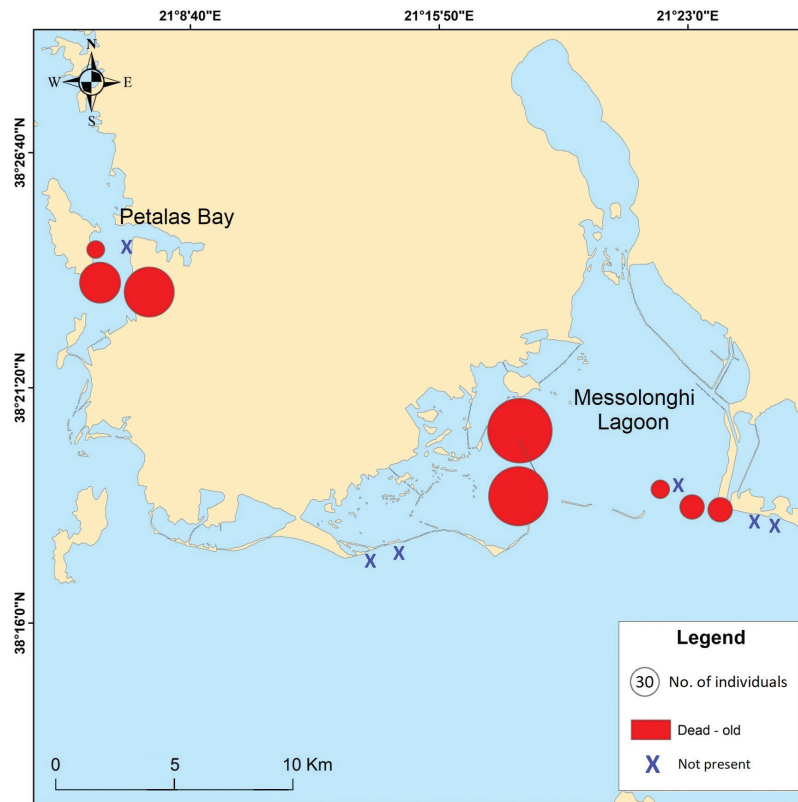 21°8'40"E
21°15'50"E
21°23'0"E
N
W E
S
38°26'40"N
Petalas Bay
X
38°21'20"N
Messolonghi
Lagoon
X
X X
X X
38°16'0"N
Legend
30 No. of individuals
Dead - old
X Not present
0 5 10 Km